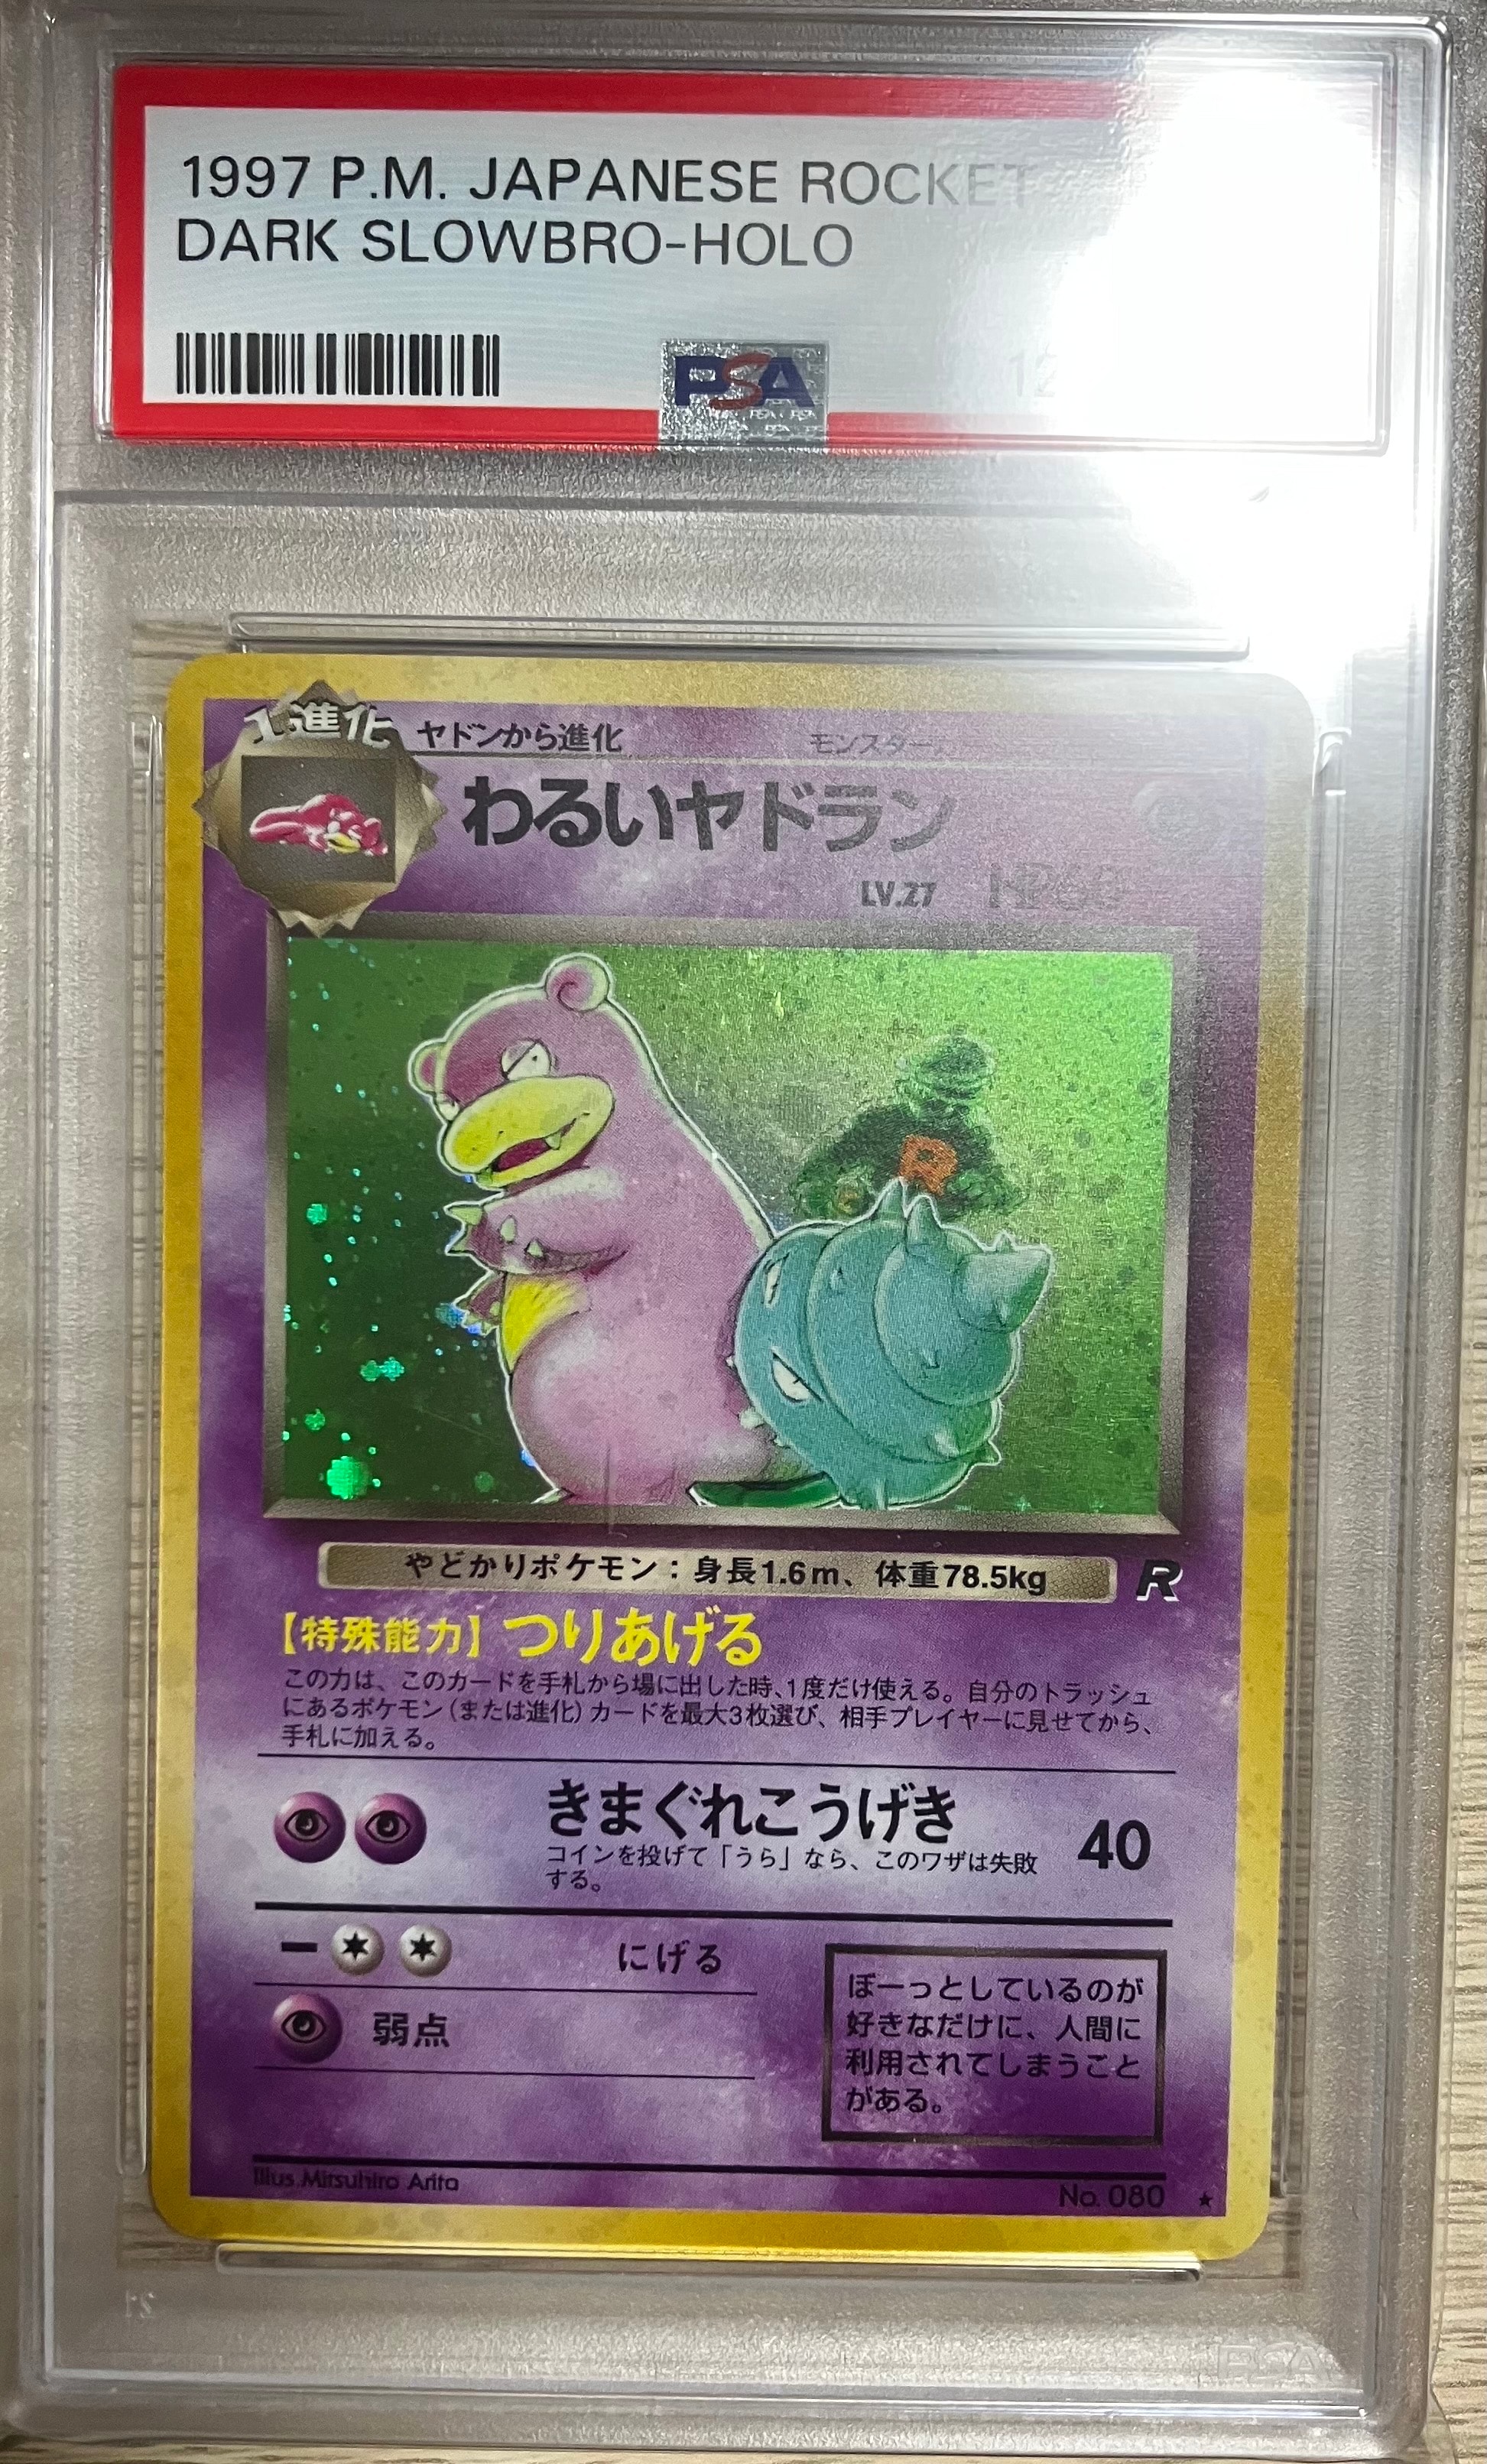 1997 P.M. JAPANESE ROCKET
DARK SLOWBRO-HOLO
PSA
12
1進化
ヤドンから進化
モンスター
わるいヤドラン
LV.27
R
やどかりポケモン：身長1.6m、体重78.5kg
R
【特殊能力】つりあげる
この力は、このカードを手札から場に出した時、1度だけ使える。自分のトラッシュ
にあるポケモン（または進化）カードを最大3枚選び、相手プレイヤーに見せてから、
手札に加える。
きまぐれこうげき 40
コインを投げて「うら」なら、このワザは失敗
する。
にげる
弱点
ぼーっとしているのが
好きなだけに、人間に
利用されてしまうこと
がある。
Illus. Mitsuhiro Arita
No. 080 ★
PSA